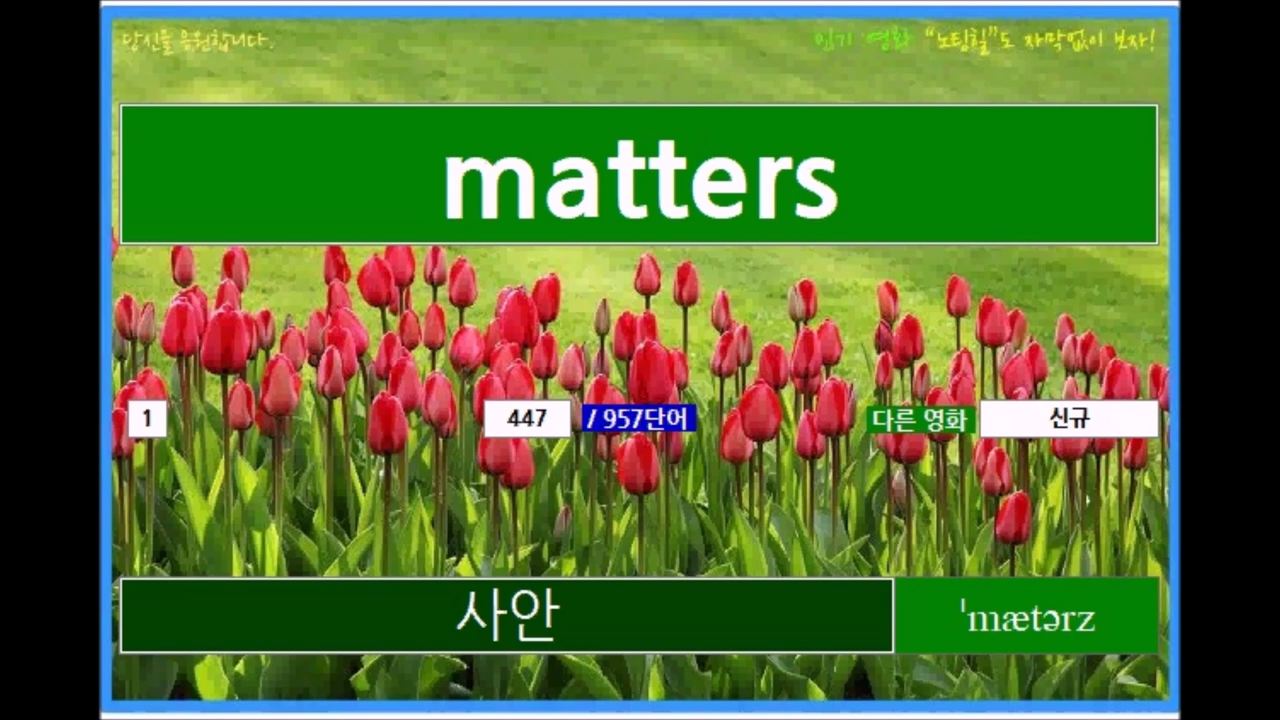 당신을 응원합니다.
인기 영화 “노팅힐”도 자막없이 보자!
matters
1
447
/ 957단어
다른 영화
신규
사안
ˈmætərz